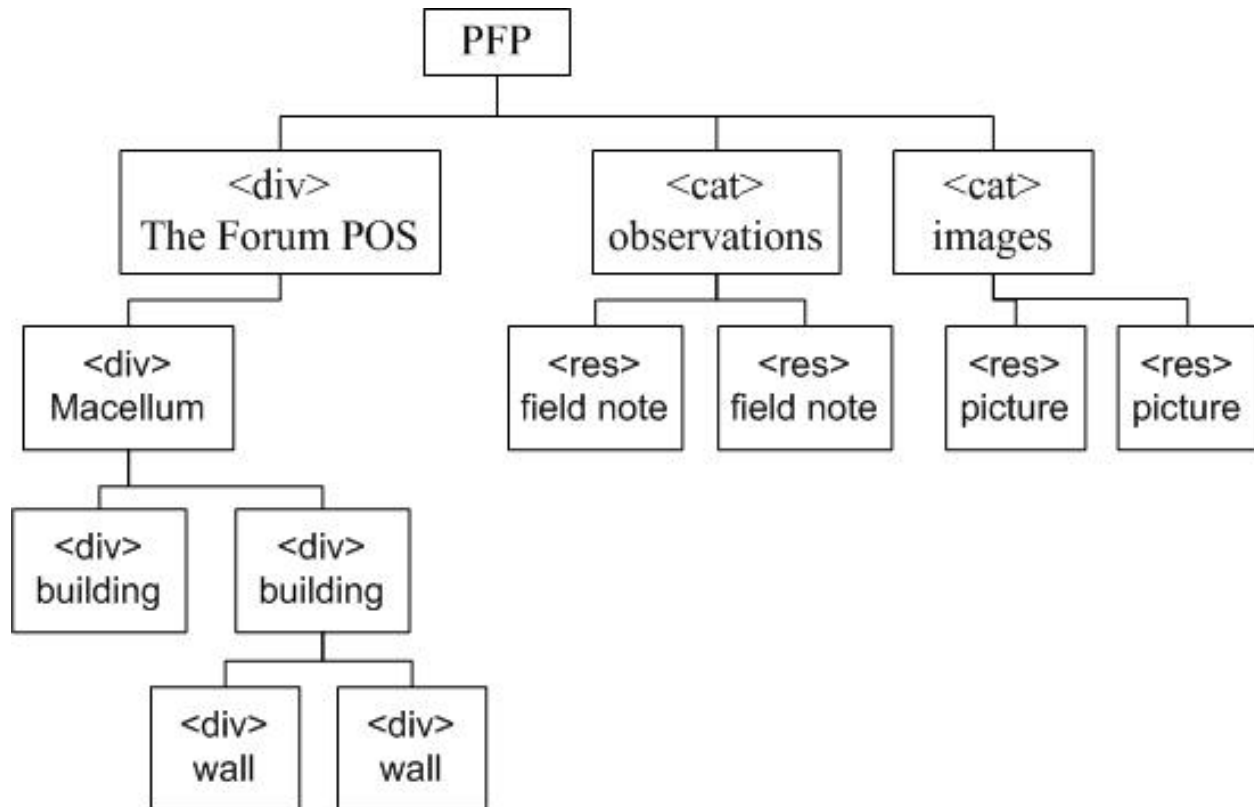 PFP
<div>
The Forum POS
<cat>
observations
<cat>
images
<div>
Macellum
<res>
field note
<res>
field note
<res>
picture
<res>
picture
<div>
building
<div>
building
<div>
wall
<div>
wall